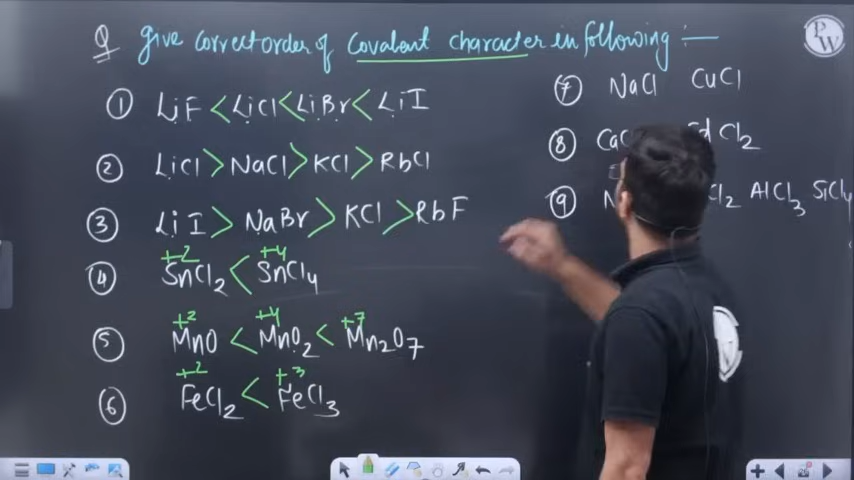 Q Give correct order of Covalent character in following :—
① LiF < LiCl < LiBr < LiI
② LiCl > NaCl > KCl > RbCl
③ LiI > NaBr > KCl > RbF
+2 +4
④ SnCl2 < SnCl4
+2 +4 +7
⑤ MnO < MnO2 < Mn2O7
+2 +3
⑥ FeCl2 < FeCl3
⑦ NaCl CuCl
⑧ CaC dCl2
⑨ N Cl2 AlCl3 SiCl4
PW